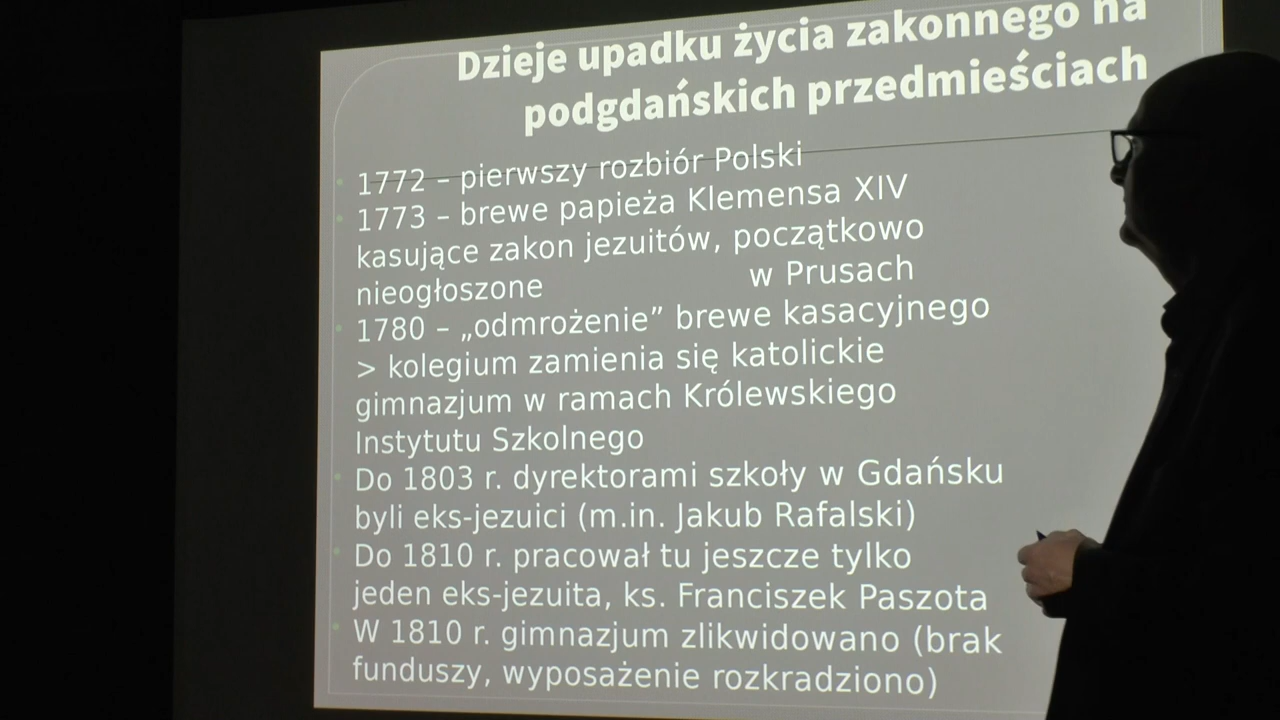 Dzieje upadku życia zakonnego na
podgdańskich przedmieściach
1772 – pierwszy rozbiór Polski
1773 – brewe papieża Klemensa XIV
kasujące zakon jezuitów, początkowo
nieogłoszone w Prusach
1780 – „odmrożenie” brewe kasacyjnego
> kolegium zamienia się katolickie
gimnazjum w ramach Królewskiego
Instytutu Szkolnego
Do 1803 r. dyrektorami szkoły w Gdańsku
byli eks-jezuici (m.in. Jakub Rafalski)
Do 1810 r. pracował tu jeszcze tylko
jeden eks-jezuita, ks. Franciszek Paszota
W 1810 r. gimnazjum zlikwidowano (brak
funduszy, wyposażenie rozkradziono)